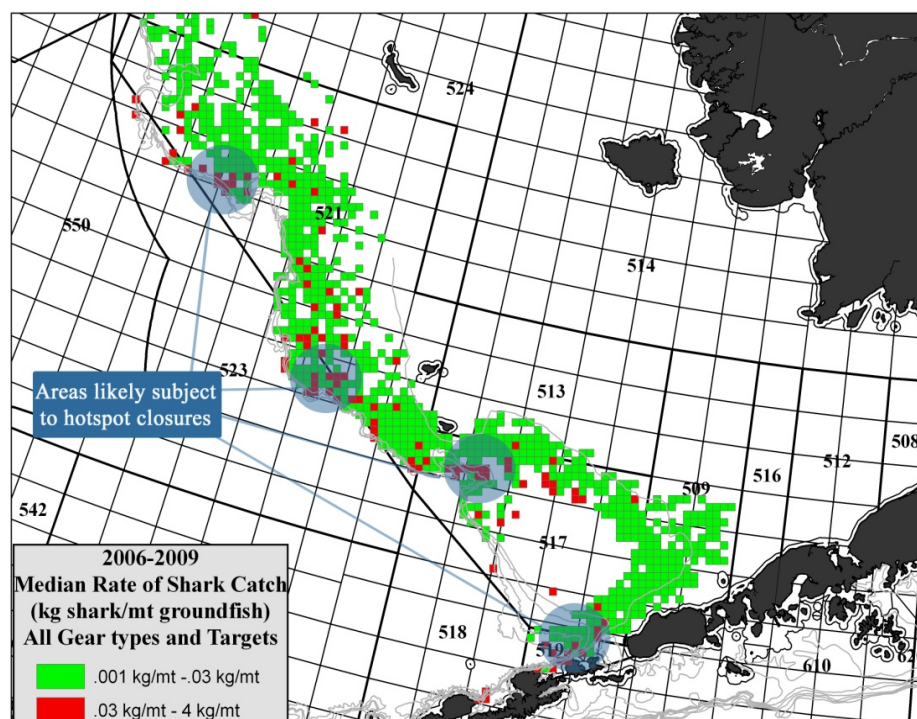 524
550
521
514
523
Areas likely subject
to hotspot closures
513
508
512
516
509
542
517
2006-2009
Median Rate of Shark Catch
(kg shark/mt groundfish)
All Gear types and Targets
.001 kg/mt -.03 kg/mt
.03 kg/mt - 4 kg/mt
518
519
610